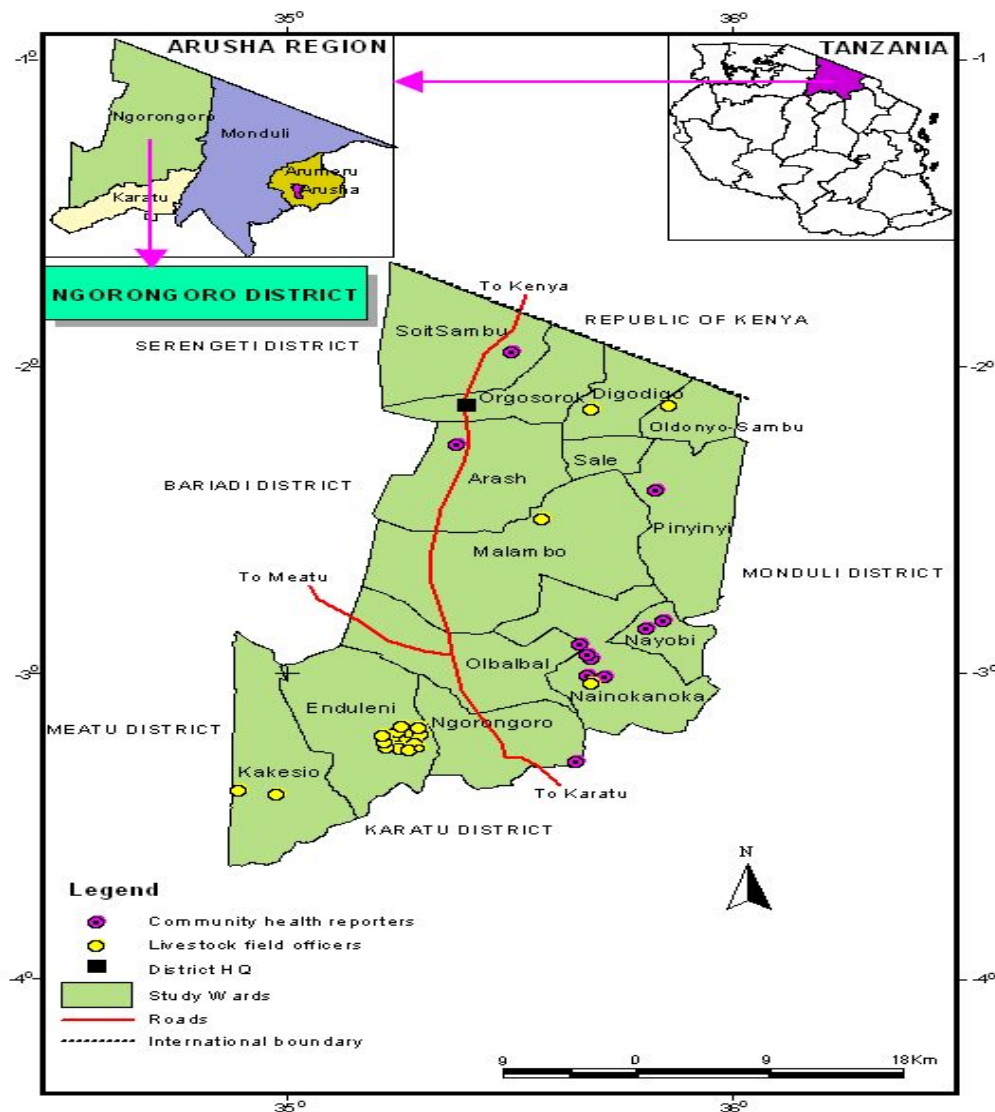 35°
36°
-1°
-1°
ARUSHA REGION
TANZANIA
Ngorongoro
Monduli
Arumeru
Arusha
Karatu
NGORONGORO DISTRICT
To Kenya
REPUBLIC OF KENYA
SoitSambu
SERENGETI DISTRICT
-2°
-2°
Orgosorok
Digodigo
Oldonyo-Sambu
Sale
Arash
BARIADI DISTRICT
Pinyinyi
Malambo
To Meatu
MONDULI DISTRICT
Nayobi
Olbalbal
-3°
-3°
Nainokanoka
Enduleni
Ngorongoro
MEATU DISTRICT
Kakesio
To Karatu
KARATU DISTRICT
N
Legend
Community health reporters
Livestock field officers
District HQ
-4°
-4°
Study Wards
Roads
International boundary
9 0 9 18Km
35°
36°